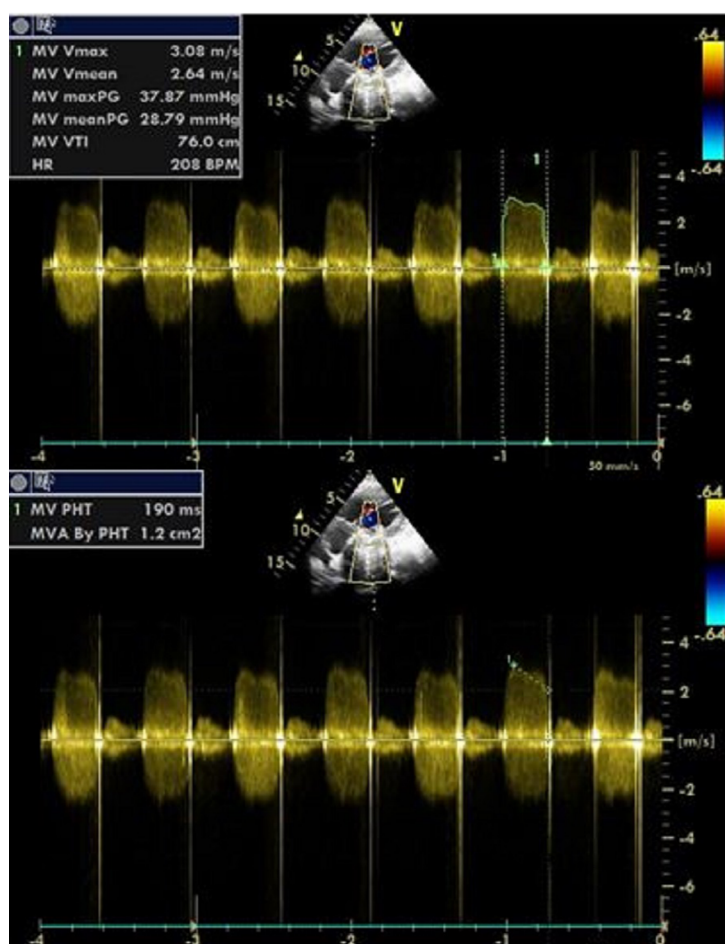 1 MV Vmax 3.08 m/s
MV Vmean 2.64 m/s
MV maxPG 37.87 mmHg
MV meanPG 28.79 mmHg
MV VTI 76.0 cm
HR 208 BPM
V
5
10
15
.64
-.64
1
1
4
2
[m/s]
-2
-4
-6
-4 -3 -2 -1 0
50 mm/s
1 MV PHT 190 ms
MVA By PHT 1.2 cm2
V
5
10
15
.64
-.64
1
4
2
[m/s]
-2
-4
-6
-4 -3 -2 -1 0